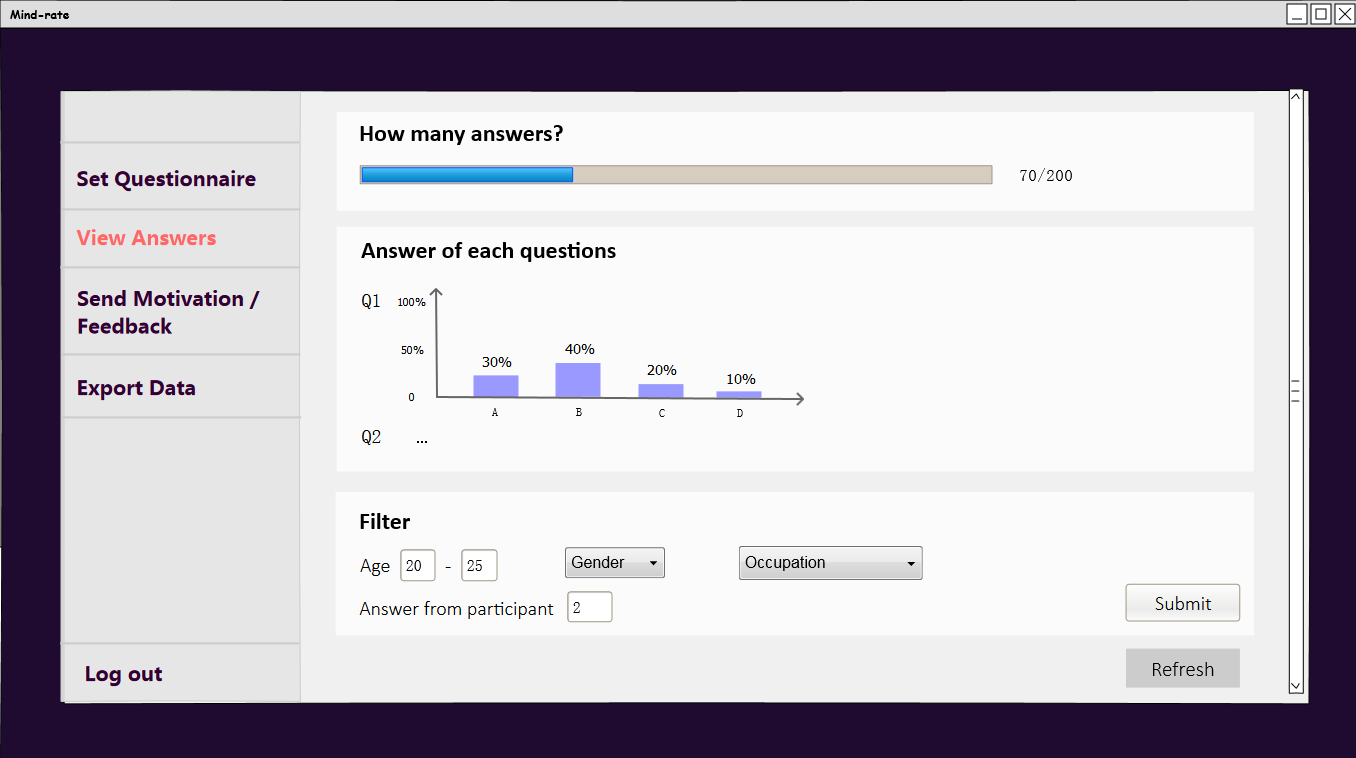 Mind-rate
Set Questionnaire
View Answers
Send Motivation /
Feedback
Export Data
Log out
How many answers?
70/200
Answer of each questions
Q1
100%
50%
0
30%
40%
20%
10%
A B C D
Q2 ...
Filter
Age 20 - 25 Gender Occupation
Answer from participant 2
Submit
Refresh